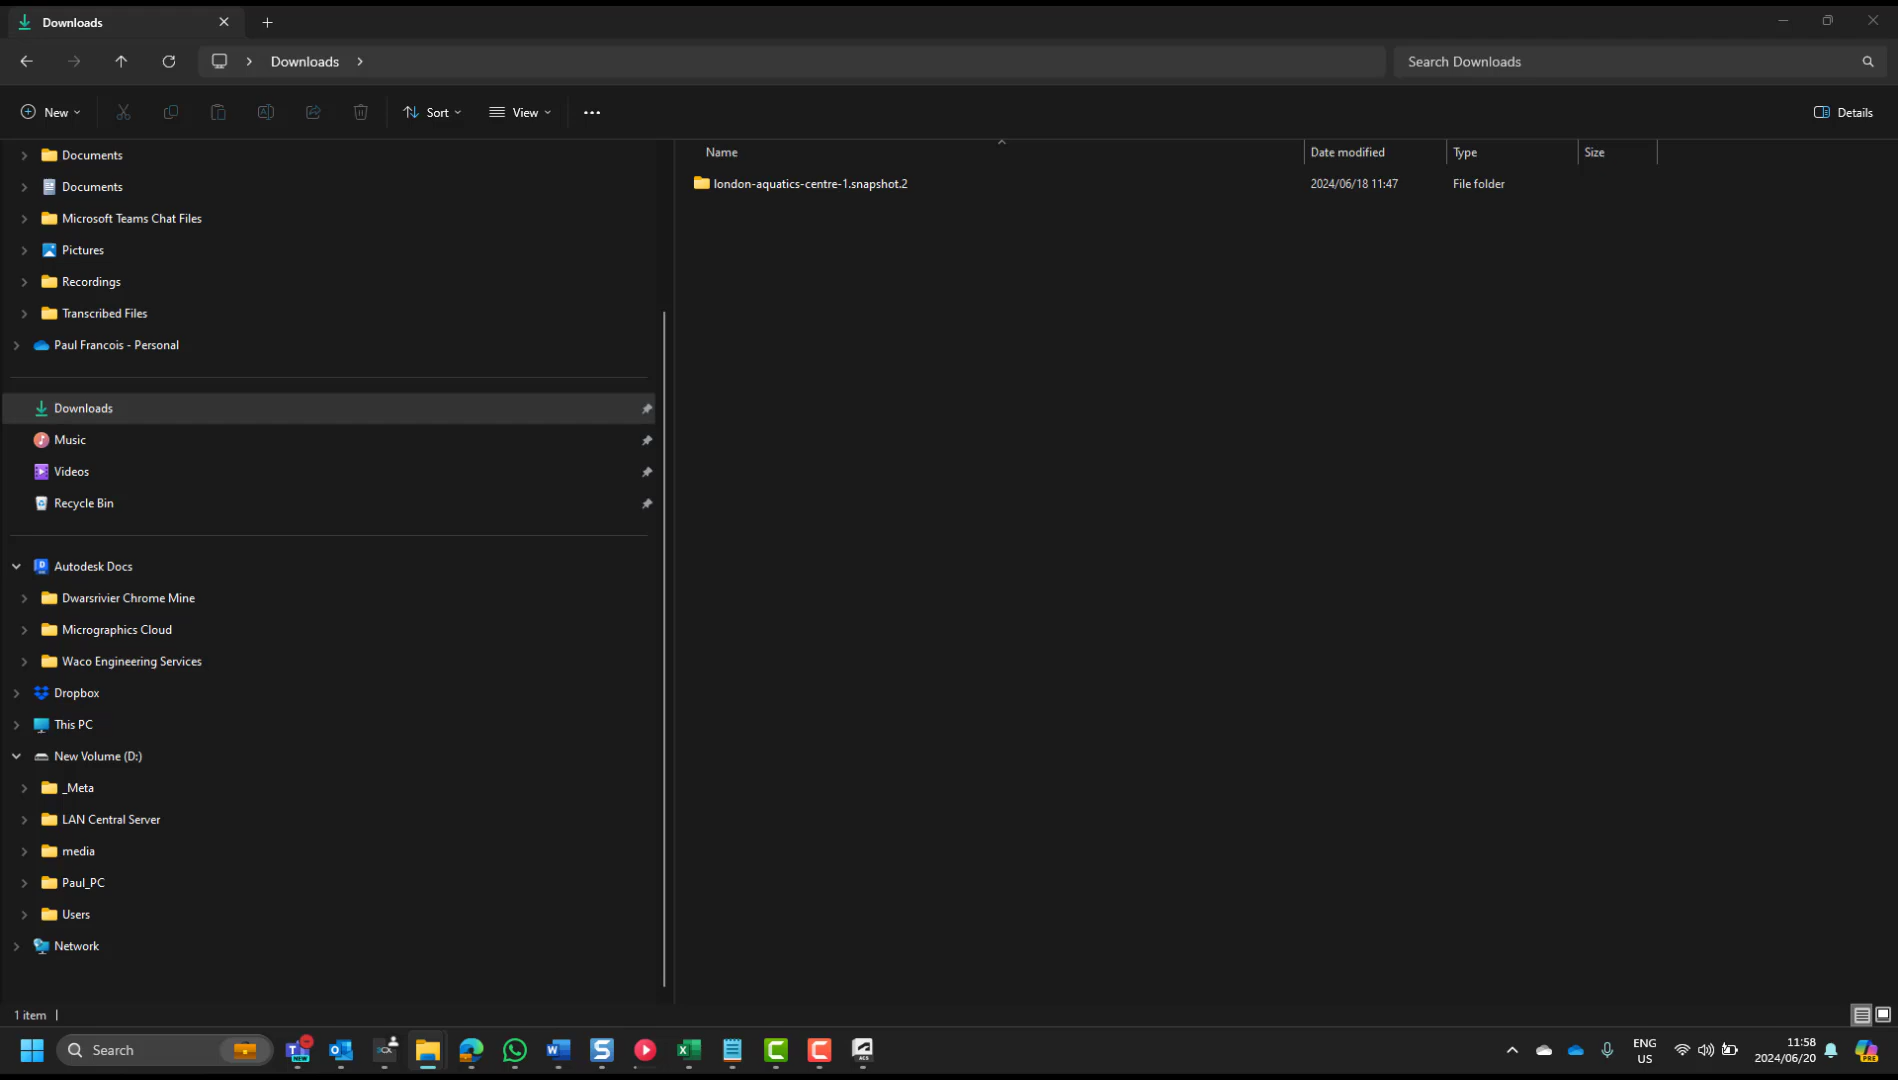 Downloads
Downloads
Search Downloads
New
Sort
View
Details
Documents
Documents
Microsoft Teams Chat Files
Pictures
Recordings
Transcribed Files
Paul Francois - Personal
Downloads
Music
Videos
Recycle Bin
Autodesk Docs
Dwarsrivier Chrome Mine
Micrographics Cloud
Waco Engineering Services
Dropbox
This PC
New Volume (D:)
_Meta
LAN Central Server
media
Paul_PC
Users
Network
Name Date modified Type Size
london-aquatics-centre-1.snapshot.2 2024/06/18 11:47 File folder
1 item
Search
NEW
ACS
ENG
US
11:58
2024/06/20
PRE